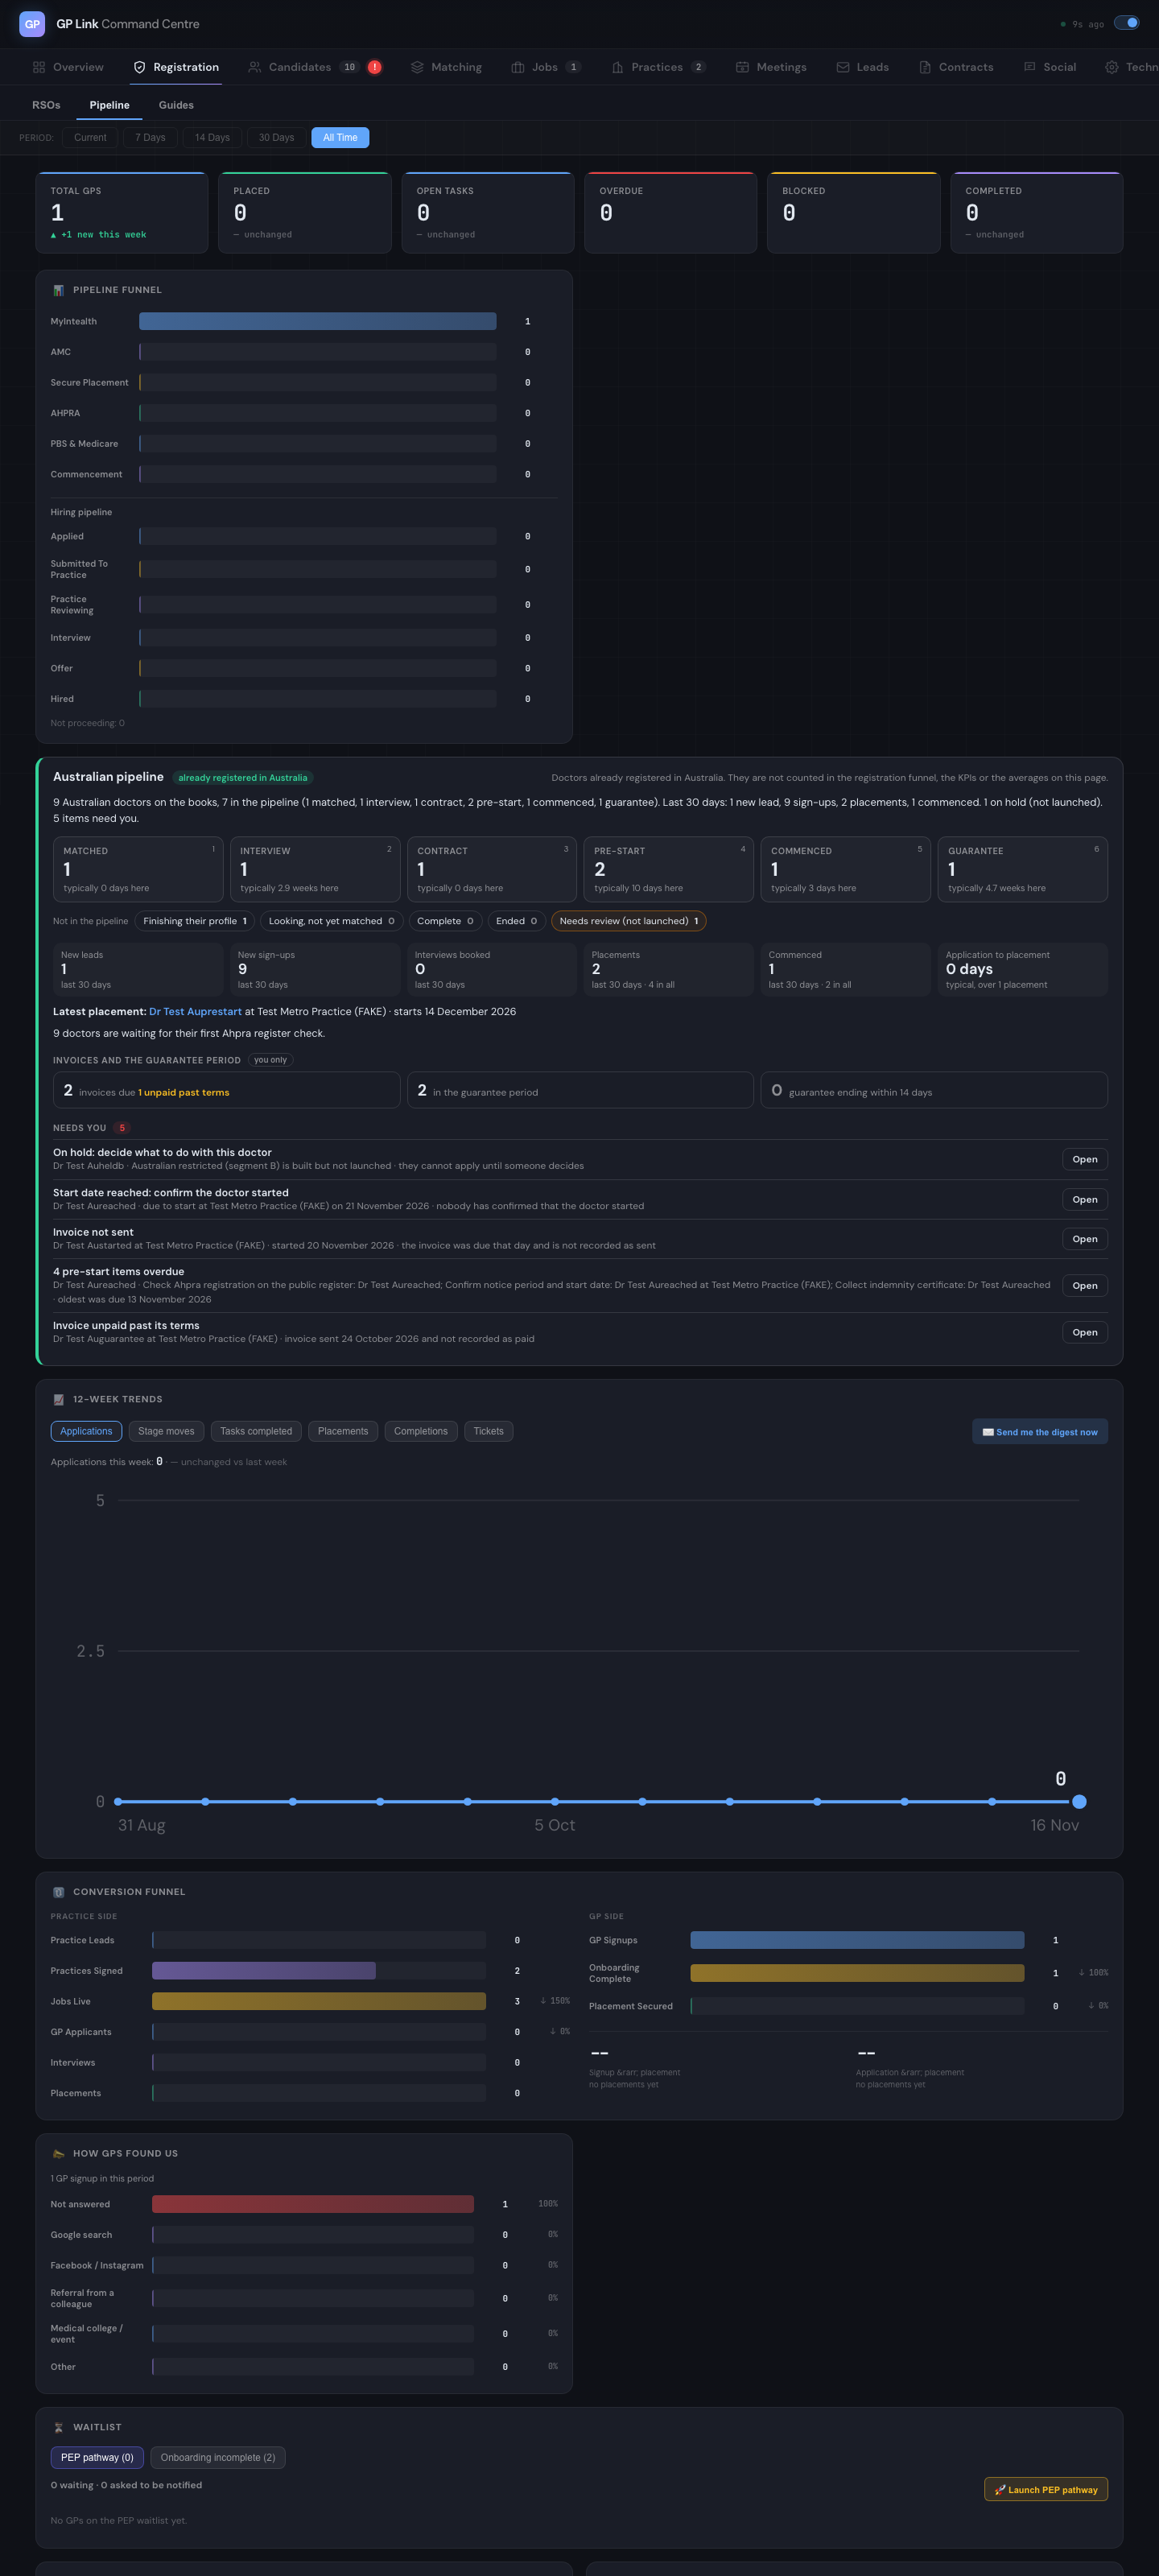 GP GP Link Command Centre
9s ago
Overview
Registration
Candidates 10 !
Matching
Jobs 1
Practices 2
Meetings
Leads
Contracts
Social
Techn
RSOs
Pipeline
Guides
PERIOD: Current 7 Days 14 Days 30 Days All Time
TOTAL GPS
1
▲ +1 new this week
PLACED
0
— unchanged
OPEN TASKS
0
— unchanged
OVERDUE
0
BLOCKED
0
COMPLETED
0
— unchanged
PIPELINE FUNNEL
MyIntealth 1
AMC 0
Secure Placement 0
AHPRA 0
PBS & Medicare 0
Commencement 0
Hiring pipeline
Applied 0
Submitted To
Practice 0
Practice
Reviewing 0
Interview 0
Offer 0
Hired 0
Not proceeding: 0
Australian pipeline already registered in Australia
Doctors already registered in Australia. They are not counted in the registration funnel, the KPIs or the averages on this page.
9 Australian doctors on the books, 7 in the pipeline (1 matched, 1 interview, 1 contract, 2 pre-start, 1 commenced, 1 guarantee). Last 30 days: 1 new lead, 9 sign-ups, 2 placements, 1 commenced. 1 on hold (not launched).
5 items need you.
MATCHED 1
1
typically 0 days here
INTERVIEW 2
1
typically 2.9 weeks here
CONTRACT 3
1
typically 0 days here
PRE-START 4
2
typically 10 days here
COMMENCED 5
1
typically 3 days here
GUARANTEE 6
1
typically 4.7 weeks here
Not in the pipeline Finishing their profile 1 Looking, not yet matched 0 Complete 0 Ended 0 Needs review (not launched) 1
New leads
1
last 30 days
New sign-ups
9
last 30 days
Interviews booked
0
last 30 days
Placements
2
last 30 days · 4 in all
Commenced
1
last 30 days · 2 in all
Application to placement
0 days
typical, over 1 placement
Latest placement: Dr Test Auprestart at Test Metro Practice (FAKE) · starts 14 December 2026
9 doctors are waiting for their first Ahpra register check.
INVOICES AND THE GUARANTEE PERIOD you only
2 invoices due 1 unpaid past terms
2 in the guarantee period
0 guarantee ending within 14 days
NEEDS YOU 5
On hold: decide what to do with this doctor
Dr Test Auheldb · Australian restricted (segment B) is built but not launched · they cannot apply until someone decides
Open
Start date reached: confirm the doctor started
Dr Test Aureached · due to start at Test Metro Practice (FAKE) on 21 November 2026 · nobody has confirmed that the doctor started
Open
Invoice not sent
Dr Test Austarted at Test Metro Practice (FAKE) · started 20 November 2026 · the invoice was due that day and is not recorded as sent
Open
4 pre-start items overdue
Dr Test Aureached · Check Ahpra registration on the public register: Dr Test Aureached; Confirm notice period and start date: Dr Test Aureached at Test Metro Practice (FAKE); Collect indemnity certificate: Dr Test Aureached
· oldest was due 13 November 2026
Open
Invoice unpaid past its terms
Dr Test Auguarantee at Test Metro Practice (FAKE) · invoice sent 24 October 2026 and not recorded as paid
Open
12-WEEK TRENDS
Applications Stage moves Tasks completed Placements Completions Tickets
Send me the digest now
Applications this week: 0 · — unchanged vs last week
5
2.5
0
0
31 Aug
5 Oct
16 Nov
CONVERSION FUNNEL
PRACTICE SIDE
Practice Leads 0
Practices Signed 2
Jobs Live 3 ↓ 150%
GP Applicants 0 ↓ 0%
Interviews 0
Placements 0
GP SIDE
GP Signups 1
Onboarding
Complete 1 ↓ 100%
Placement Secured 0 ↓ 0%
--
Signup &rarr; placement
no placements yet
--
Application &rarr; placement
no placements yet
HOW GPS FOUND US
1 GP signup in this period
Not answered 1 100%
Google search 0 0%
Facebook / Instagram 0 0%
Referral from a
colleague 0 0%
Medical college /
event 0 0%
Other 0 0%
WAITLIST
PEP pathway (0) Onboarding incomplete (2)
0 waiting · 0 asked to be notified
Launch PEP pathway
No GPs on the PEP waitlist yet.